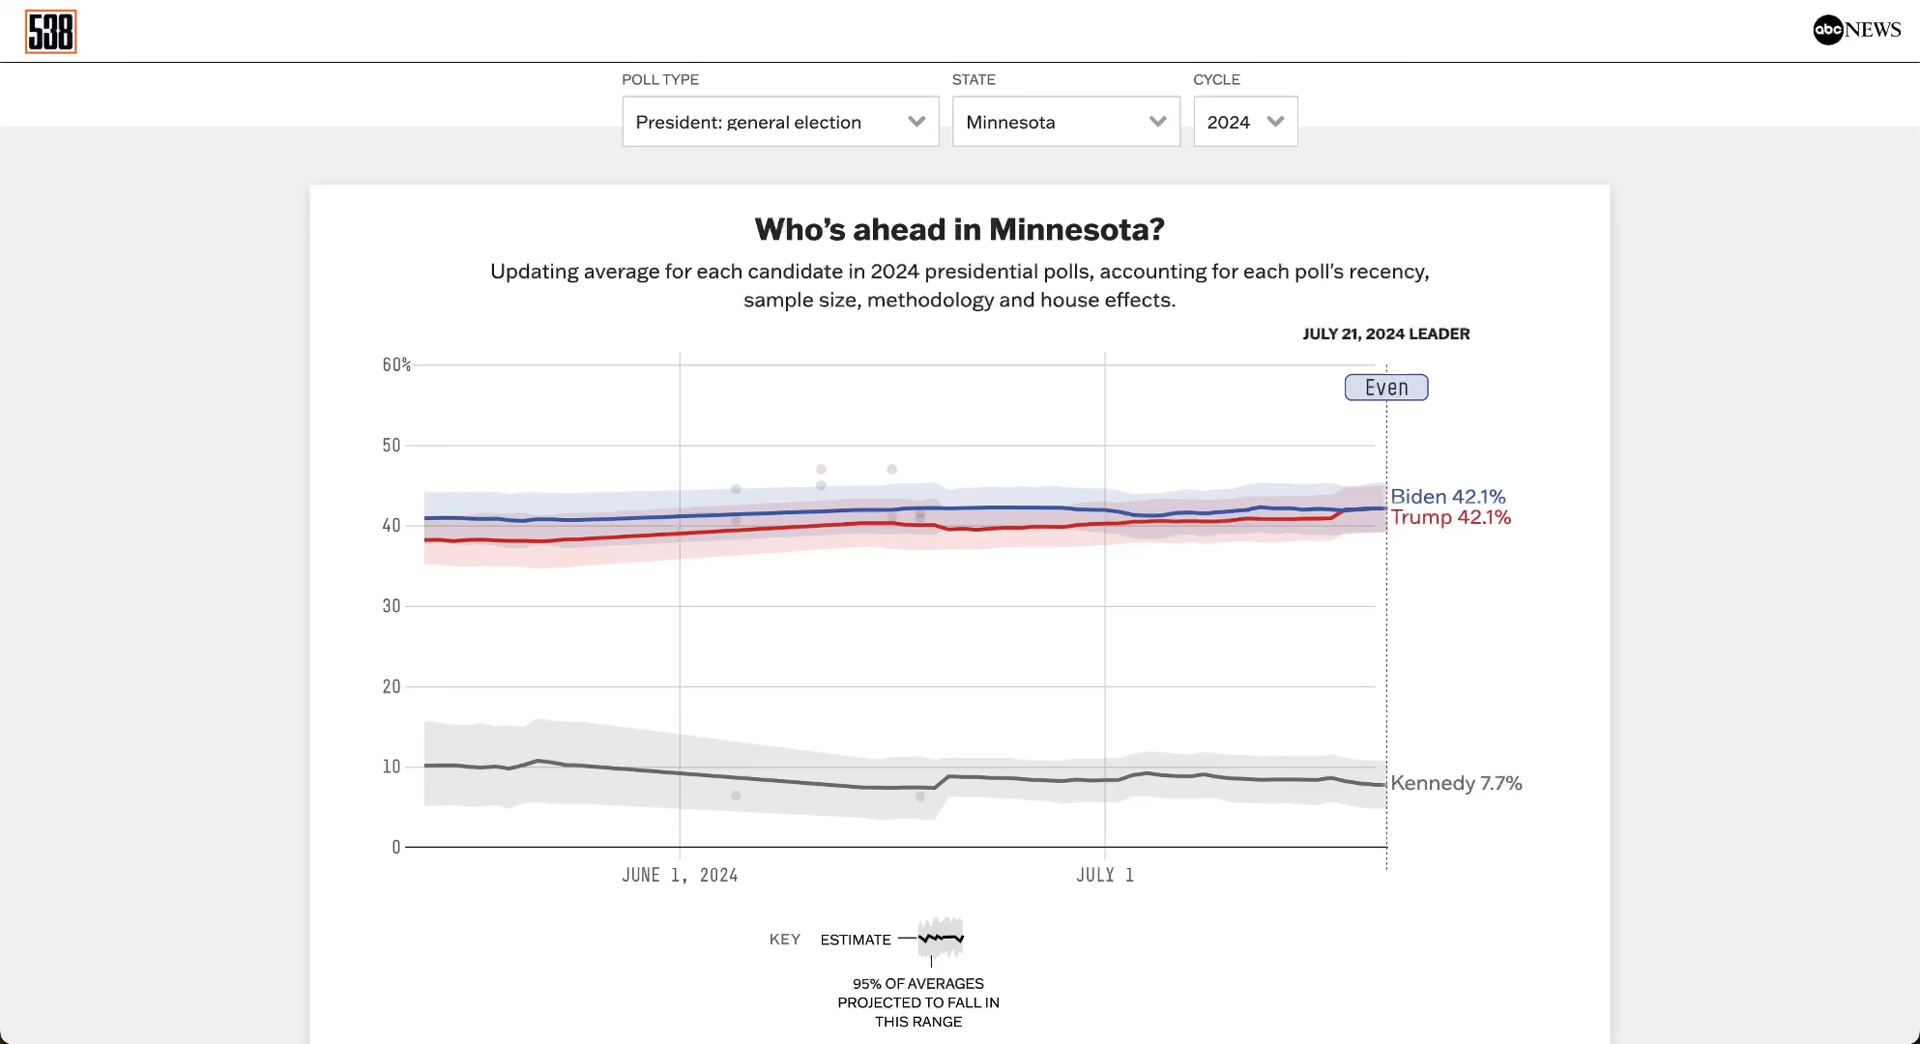 538
abc NEWS
POLL TYPE
STATE
CYCLE
President: general election
Minnesota
2024
Who's ahead in Minnesota?
Updating average for each candidate in 2024 presidential polls, accounting for each poll's recency,
sample size, methodology and house effects.
JULY 21, 2024 LEADER
60%
Even
50
Biden 42.1%
Trump 42.1%
40
30
20
10
Kennedy 7.7%
0
JUNE 1, 2024
JULY 1
KEY
ESTIMATE
95% OF AVERAGES
PROJECTED TO FALL IN
THIS RANGE